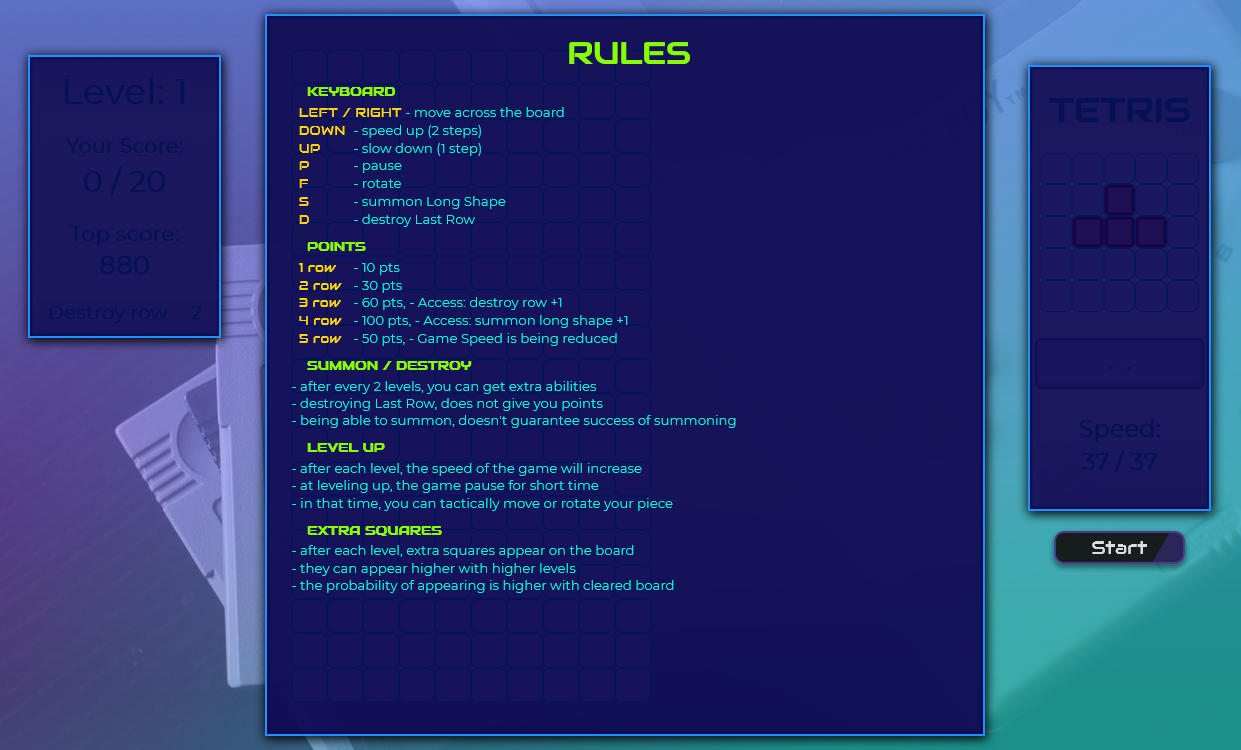 RULES
KEYBOARD
LEFT / RIGHT - move across the board
DOWN - speed up (2 steps)
UP - slow down (1 step)
P - pause
F - rotate
S - summon Long Shape
D - destroy Last Row
POINTS
1 row - 10 pts
2 row - 30 pts
3 row - 60 pts, - Access: destroy row +1
4 row - 100 pts, - Access: summon long shape +1
5 row - 50 pts, - Game Speed is being reduced
SUMMON / DESTROY
- after every 2 levels, you can get extra abilities
- destroying Last Row, does not give you points
- being able to summon, doesn't guarantee success of summoning
LEVEL UP
- after each level, the speed of the game will increase
- at leveling up, the game pause for short time
- in that time, you can tactically move or rotate your piece
EXTRA SQUARES
- after each level, extra squares appear on the board
- they can appear higher with higher levels
- the probability of appearing is higher with cleared board
Level: 1
Your Score:
0 / 20
Top score:
880
Destroy row 2
TETRIS
. .
Speed:
37 / 37
Start